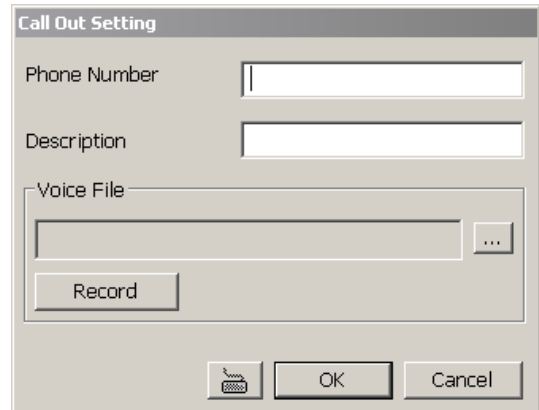 Call Out Setting
Phone Number
Description
Voice File
...
Record
OK Cancel